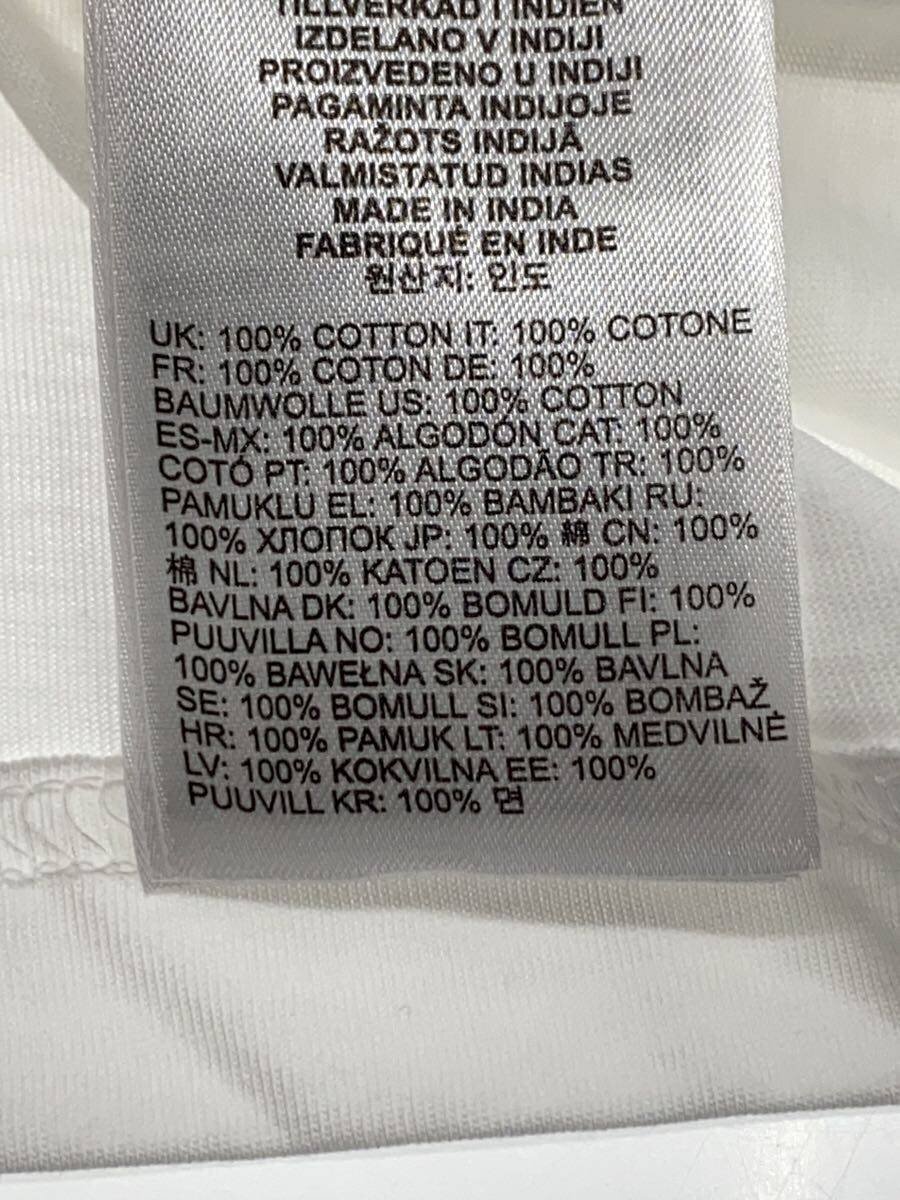 TILLVERKAD I INDIEN
IZDELANO V INDIJI
PROIZVEDENO U INDIJI
PAGAMINTA INDIJOJE
RAŽOTS INDIJĀ
VALMISTATUD INDIAS
MADE IN INDIA
FABRIQUÉ EN INDE
원산지: 인도
UK: 100% COTTON IT: 100% COTONE
FR: 100% COTON DE: 100%
BAUMWOLLE US: 100% COTTON
ES-MX: 100% ALGODÓN CAT: 100%
COTÓ PT: 100% ALGODÃO TR: 100%
PAMUKLU EL: 100% BAMBAKI RU:
100% ХЛОПОК JP: 100% 綿 CN: 100%
棉 NL: 100% KATOEN CZ: 100%
BAVLNA DK: 100% BOMULD FI: 100%
PUUVILLA NO: 100% BOMULL PL:
100% BAWEŁNA SK: 100% BAVLNA
SE: 100% BOMULL SI: 100% BOMBAŽ
HR: 100% PAMUK LT: 100% MEDVILNĖ
LV: 100% KOKVILNA EE: 100%
PUUVILL KR: 100% 면